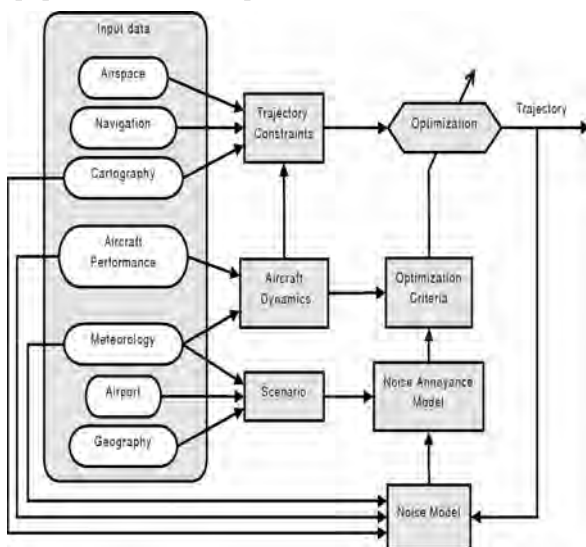 Input data
Airspace
Navigation
Cartography
Aircraft
Performance
Meteorology
Airport
Geography
Trajectory
Constraints
Aircraft
Dynamics
Scenario
Optimization
Trajectory
Optimization
Criteria
Noise Annoyance
Model
Noise Model